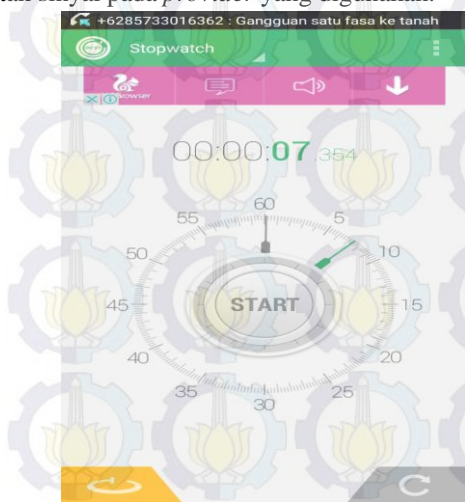 sinyal pada provider yang digunakan.
+6285733016362 : Gangguan satu fasa ke tanah
Stopwatch
Browser
00:00:07.354
60
55
5
50
10
45
START
15
40
20
35
25
30